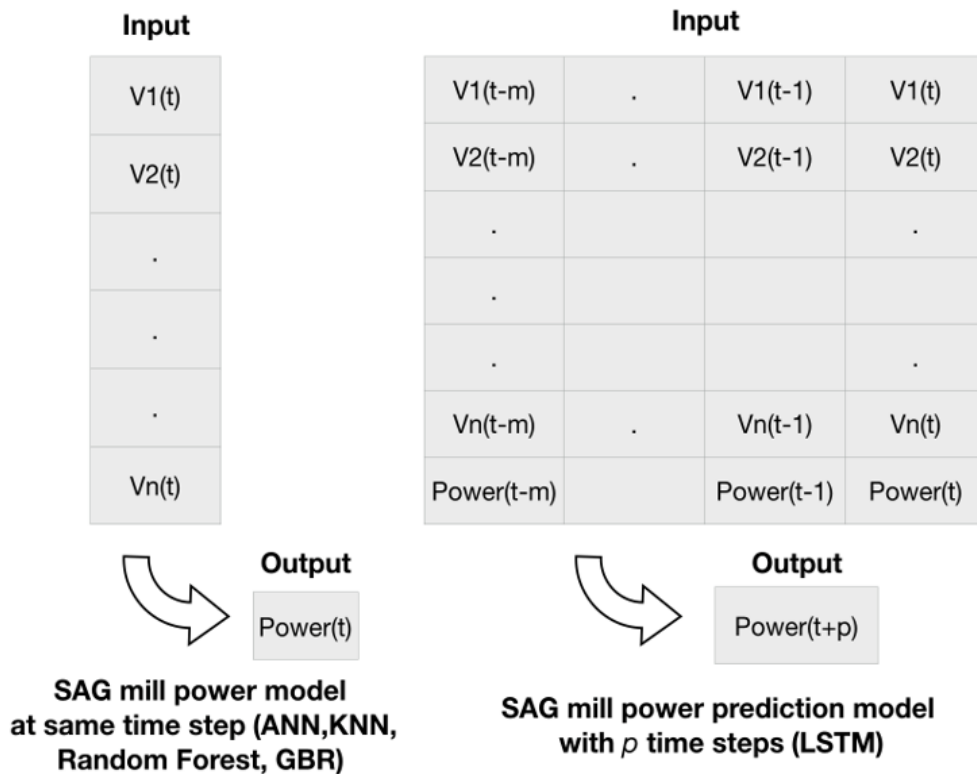 Input
V1(t)
V2(t)
.
.
.
Vn(t)
Output
Power(t)
SAG mill power model
at same time step (ANN,KNN,
Random Forest, GBR)
Input
V1(t-m) . V1(t-1) V1(t)
V2(t-m) . V2(t-1) V2(t)
. .
.
. .
Vn(t-m) . Vn(t-1) Vn(t)
Power(t-m) Power(t-1) Power(t)
Output
Power(t+p)
SAG mill power prediction model
with p time steps (LSTM)